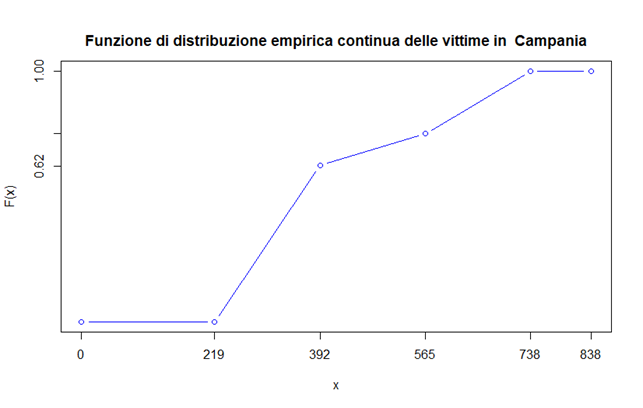 Funzione di distribuzione empirica continua delle vittime in  Campania
1.00
0.62
F(x)
0 219 392 565 738 838
x